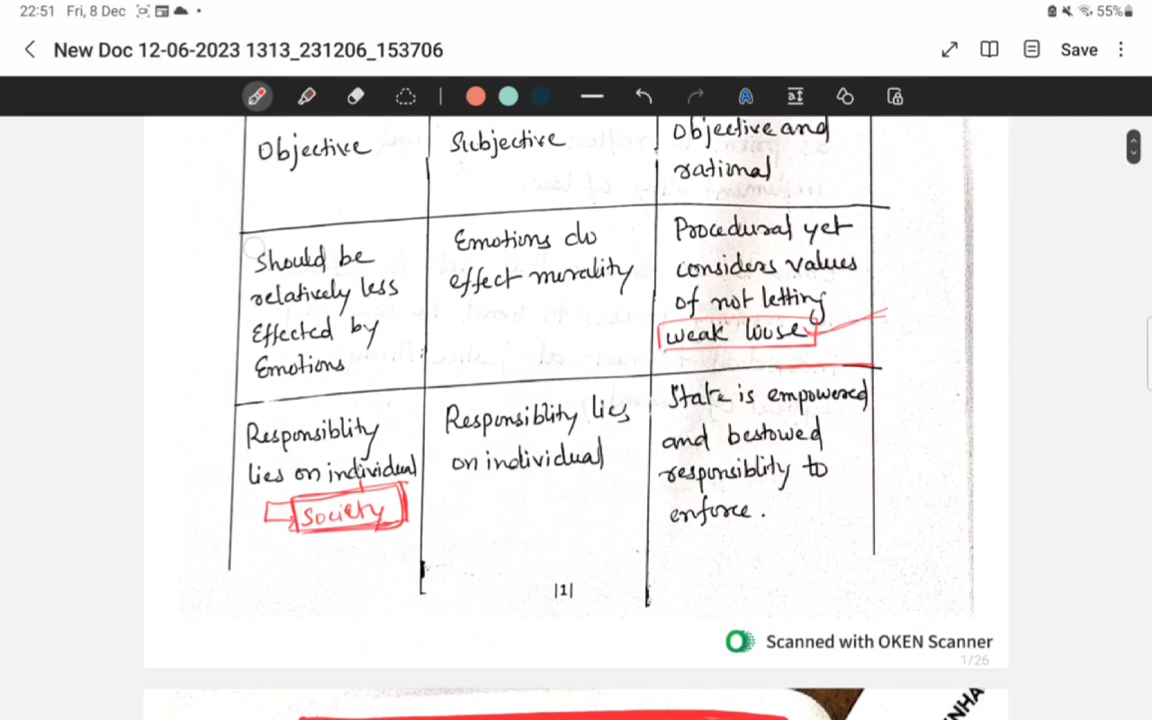 22:51 Fri, 8 Dec
55%
New Doc 12-06-2023 1313_231206_153706
Save
Objective
Subjective
Objective and
rational
Should be
relatively less
Effected by
Emotions
Emotions do
effect morality
Procedural yet
considers values
of not letting
weak louse
Responsiblity
lies on individual
Society
Responsiblity lies
on individual
State is empowered
and bestowed
responsiblity to
enforce.
|1|
Scanned with OKEN Scanner
1/26